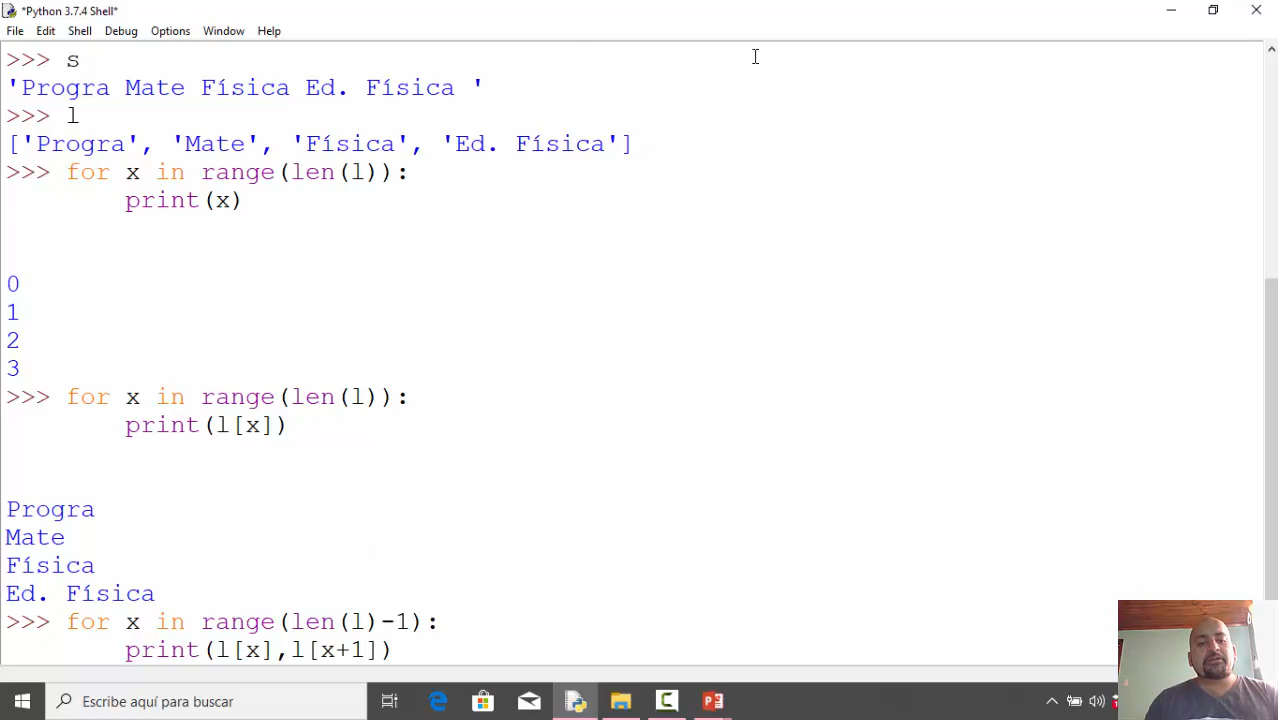 *Python 3.7.4 Shell*
File Edit Shell Debug Options Window Help
>>> s
'Progra Mate Física Ed. Física '
>>> l
['Progra', 'Mate', 'Física', 'Ed. Física']
>>> for x in range(len(l)):
print(x)
0
1
2
3
>>> for x in range(len(l)):
print(l[x])
Progra
Mate
Física
Ed. Física
>>> for x in range(len(l)-1):
print(l[x],l[x+1])
Escribe aquí para buscar